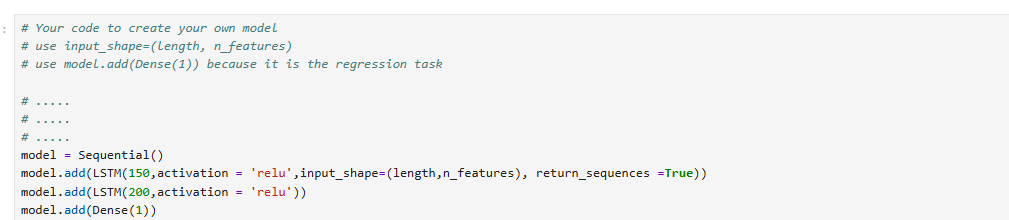 :
# Your code to create your own model
# use input_shape=(length, n_features)
# use model.add(Dense(1)) because it is the regression task
# .....
# .....
# .....
model = Sequential()
model.add(LSTM(150,activation = 'relu',input_shape=(length,n_features), return_sequences =True))
model.add(LSTM(200,activation = 'relu'))
model.add(Dense(1))